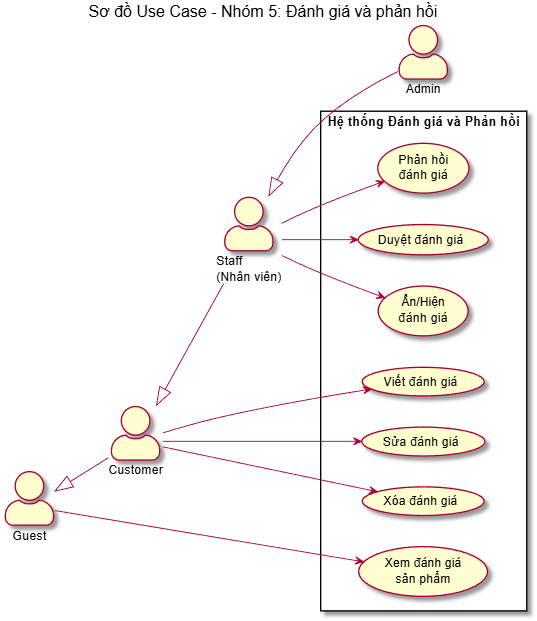 Sơ đồ Use Case - Nhóm 5: Đánh giá và phản hồi
Admin
Hệ thống Đánh giá và Phản hồi
Phản hồi
đánh giá
Duyệt đánh giá
Staff
(Nhân viên)
Ẩn/Hiện
đánh giá
Viết đánh giá
Sửa đánh giá
Customer
Xóa đánh giá
Guest
Xem đánh giá
sản phẩm